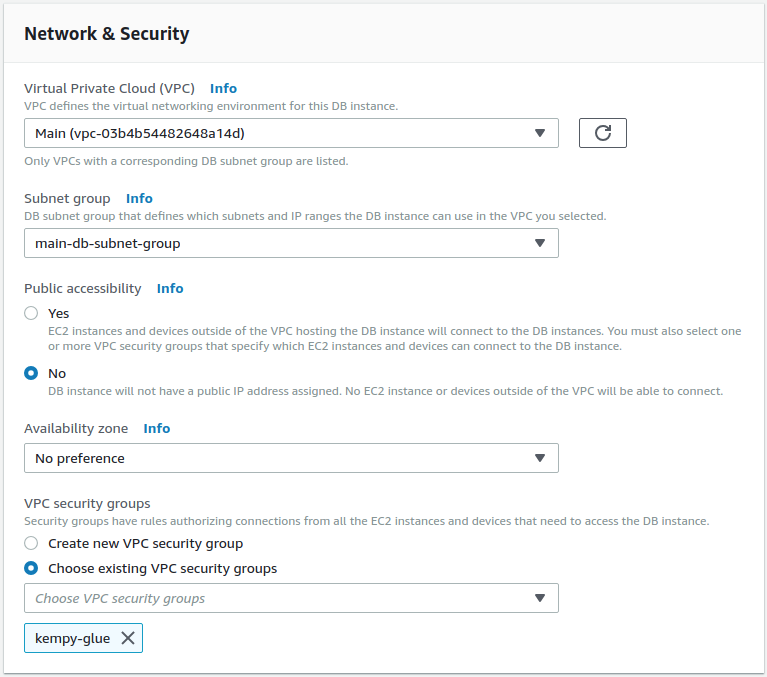 Network & Security
Virtual Private Cloud (VPC) Info
VPC defines the virtual networking environment for this DB instance.
Main (vpc-03b4b54482648a14d)
Only VPCs with a corresponding DB subnet group are listed.
Subnet group Info
DB subnet group that defines which subnets and IP ranges the DB instance can use in the VPC you selected.
main-db-subnet-group
Public accessibility Info
Yes
EC2 instances and devices outside of the VPC hosting the DB instance will connect to the DB instances. You must also select one
or more VPC security groups that specify which EC2 instances and devices can connect to the DB instance.
No
DB instance will not have a public IP address assigned. No EC2 instance or devices outside of the VPC will be able to connect.
Availability zone Info
No preference
VPC security groups
Security groups have rules authorizing connections from all the EC2 instances and devices that need to access the DB instance.
Create new VPC security group
Choose existing VPC security groups
Choose VPC security groups
kempy-glue